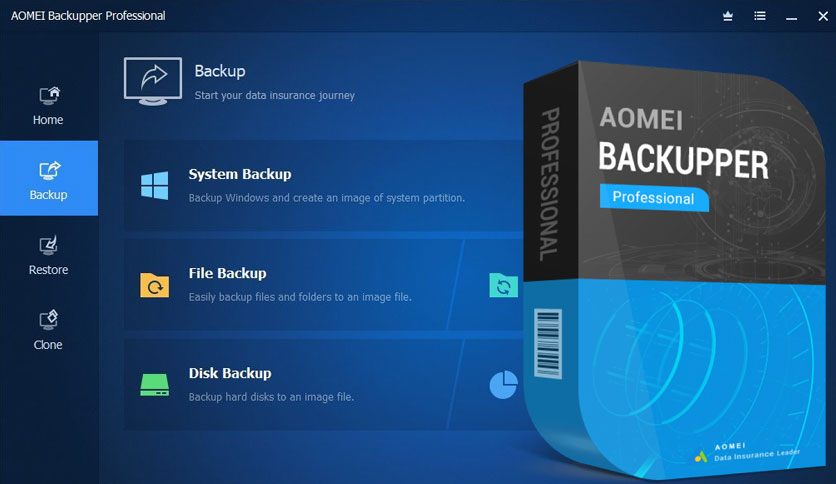 AOMEI Backupper Professional
Home
Backup
Restore
Clone
Backup
Start your data insurance journey
System Backup
Backup Windows and create an image of system partition.
File Backup
Easily backup files and folders to an image file.
Disk Backup
Backup hard disks to an image file.
PROFESSIONAL
AOMEI
BACKUPPER
Professional
AOMEI
Data Insurance Leader